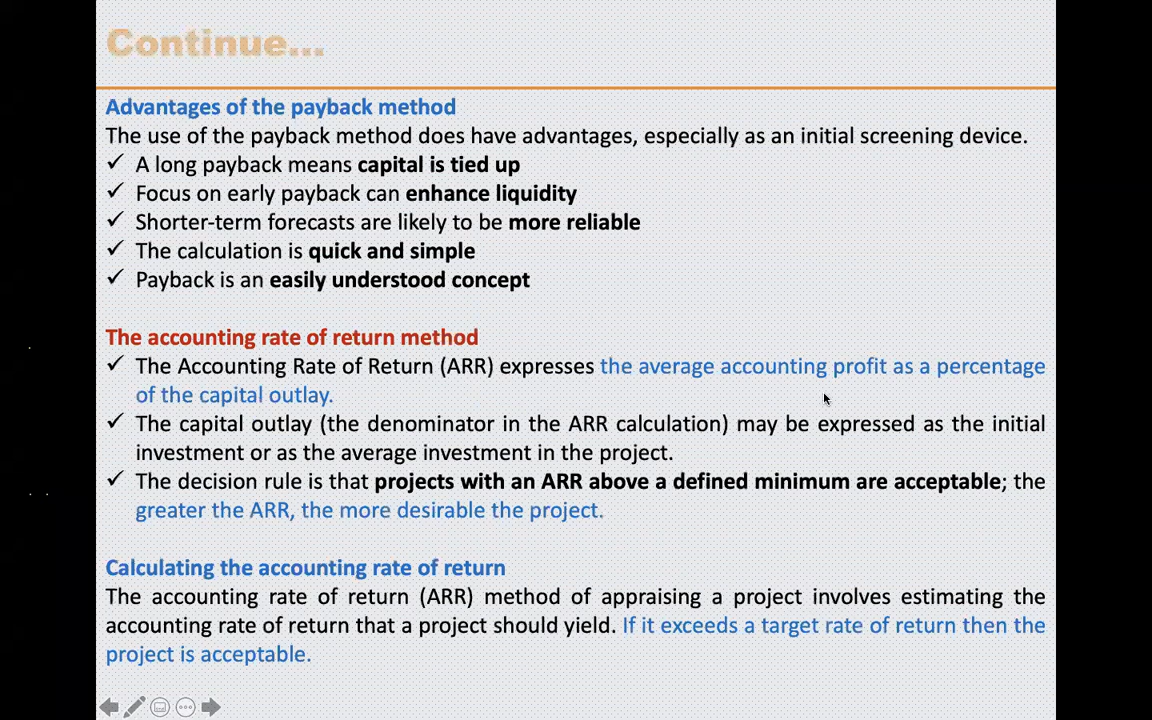 Continue...
Advantages of the payback method
The use of the payback method does have advantages, especially as an initial screening device.
✓ A long payback means capital is tied up
✓ Focus on early payback can enhance liquidity
✓ Shorter-term forecasts are likely to be more reliable
✓ The calculation is quick and simple
✓ Payback is an easily understood concept
The accounting rate of return method
✓ The Accounting Rate of Return (ARR) expresses the average accounting profit as a percentage
of the capital outlay.
✓ The capital outlay (the denominator in the ARR calculation) may be expressed as the initial
investment or as the average investment in the project.
✓ The decision rule is that projects with an ARR above a defined minimum are acceptable; the
greater the ARR, the more desirable the project.
Calculating the accounting rate of return
The accounting rate of return (ARR) method of appraising a project involves estimating the
accounting rate of return that a project should yield. If it exceeds a target rate of return then the
project is acceptable.